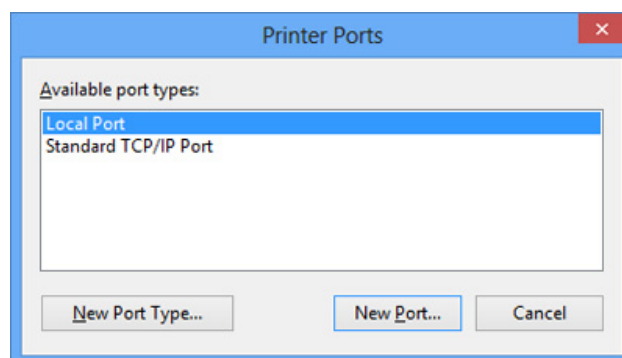 Printer Ports
Available port types:
Local Port
Standard TCP/IP Port
New Port Type...
New Port...
Cancel